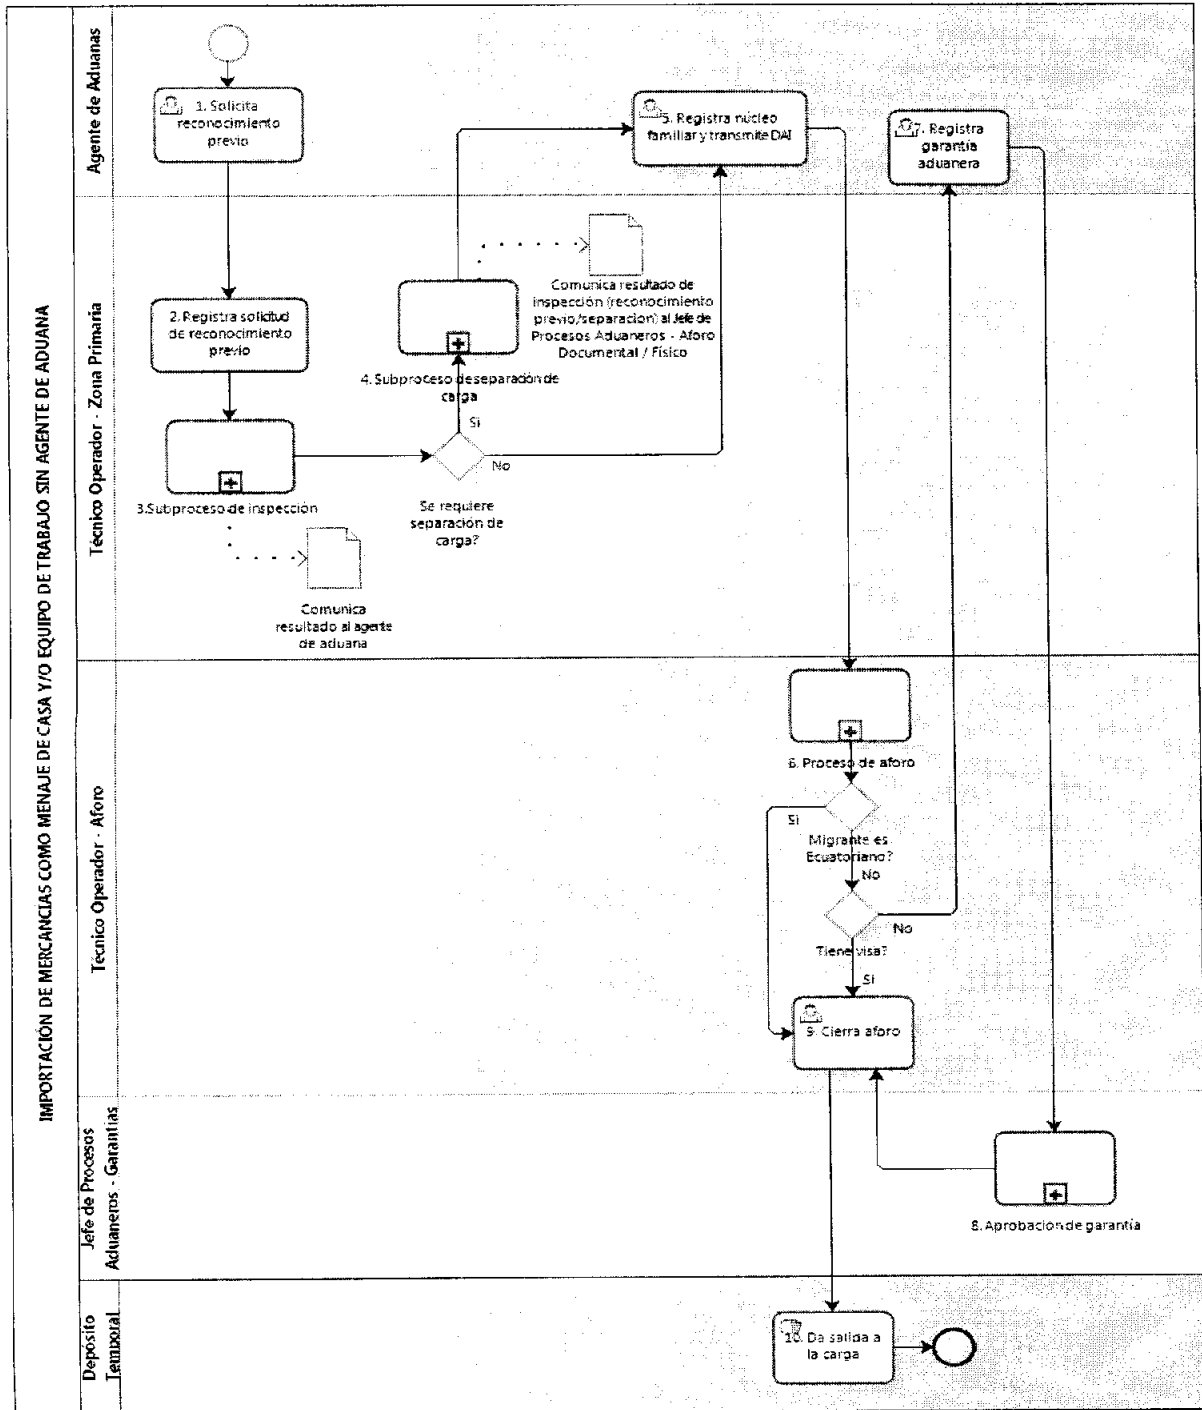 IMPORTACIÓN DE MERCANCIAS COMO MENAJE DE CASA Y/O EQUIPO DE TRABAJO SIN AGENTE DE ADUANA
Agente de Aduanas
1. Solicita
reconocimiento
previo
5. Registra núcleo
familiar y transmite DAI
7. Registra
garantía
aduanera
Técnico Operador - Zona Primaria
2. Registra solicitud
de reconocimiento
previo
3.Subproceso de inspección
Comunica
resultado al agente
de aduana
4. Subproceso de separación de
carga
Si
No
Se requiere
separación de
carga?
Comunica resultado de
inspección (reconocimiento
previo/separacion) al Jefe de
Procesos Aduaneros - Aforo
Documental / Físico
Técnico Operador - Aforo
6. Proceso de aforo
Si
Migrante es
Ecuatoriano?
No
No
Tiene visa?
Si
9. Cierra aforo
Jefe de Procesos
Aduaneros - Garantías
8. Aprobacion de garantía
Depósito
Temporal
10. Da salida a
la carga